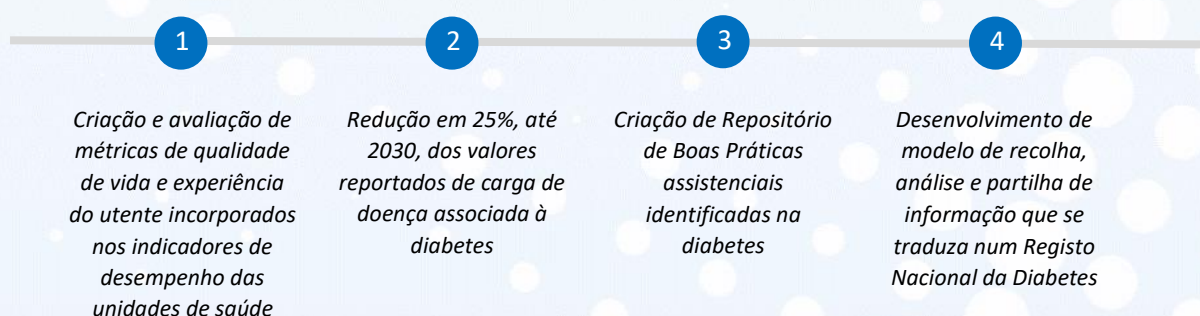 1
Criação e avaliação de
métricas de qualidade
de vida e experiência
do utente incorporados
nos indicadores de
desempenho das
unidades de saúde
2
Redução em 25%, até
2030, dos valores
reportados de carga de
doença associada à
diabetes
3
Criação de Repositório
de Boas Práticas
assistenciais
identificadas na
diabetes
4
Desenvolvimento de
modelo de recolha,
análise e partilha de
informação que se
traduza num Registo
Nacional da Diabetes